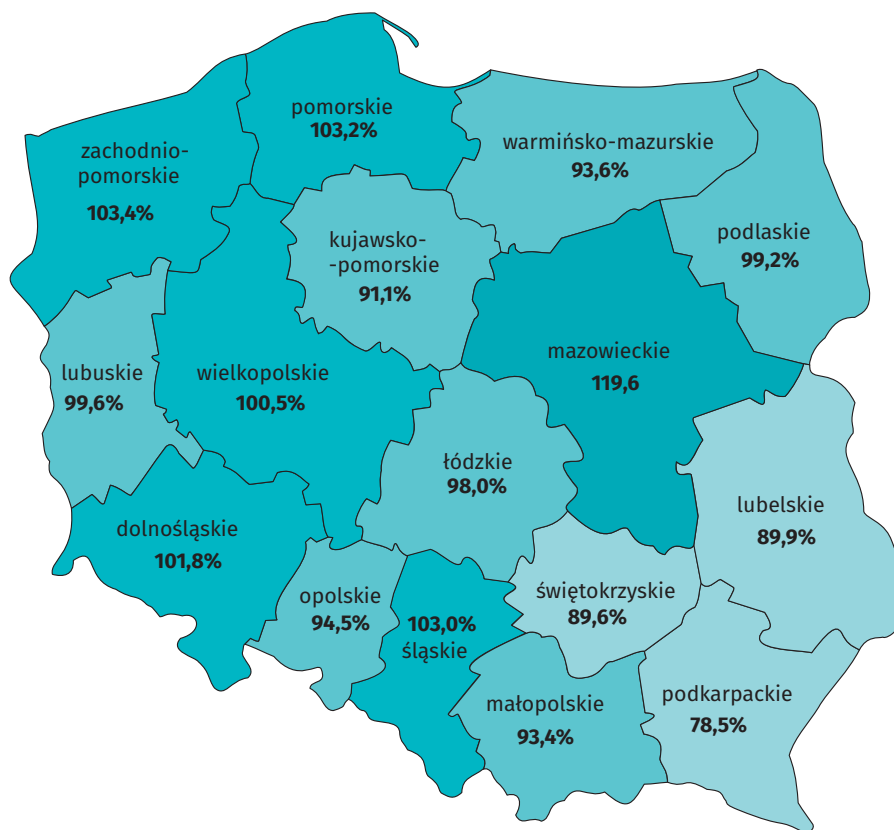 pomorskie
103,2%
warmińsko-mazurskie
93,6%
zachodnio-
pomorskie
103,4%
kujawsko-
-pomorskie
91,1%
podlaskie
99,2%
mazowieckie
119,6
lubuskie
99,6%
wielkopolskie
100,5%
łódzkie
98,0%
lubelskie
89,9%
dolnośląskie
101,8%
opolskie
94,5%
103,0%
śląskie
świętokrzyskie
89,6%
małopolskie
93,4%
podkarpackie
78,5%